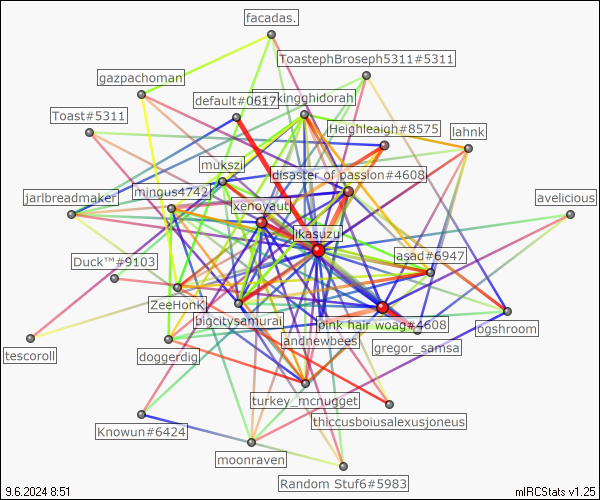 facadas.
ToastephBroseph5311#5311
gazpachoman
default#0617
kingghidorah
Toast#5311
Heighleaigh#8575
lahnk
mukszi
disaster of passion#4608
mingus4742
jarlbreadmaker
xenoyaut
avelicious
iKasuzu
asad#6947
Duck™#9103
ZeeHonK
bigcitysamurai
pink hair woag#4608
ogshroom
andnewbees
gregor_samsa
tescoroll
doggerdig
turkey_mcnugget
thiccusboiusalexusjoneus
Knowun#6424
moonraven
Random Stuf6#5983
9.6.2024 8:51
mIRCStats v1.25